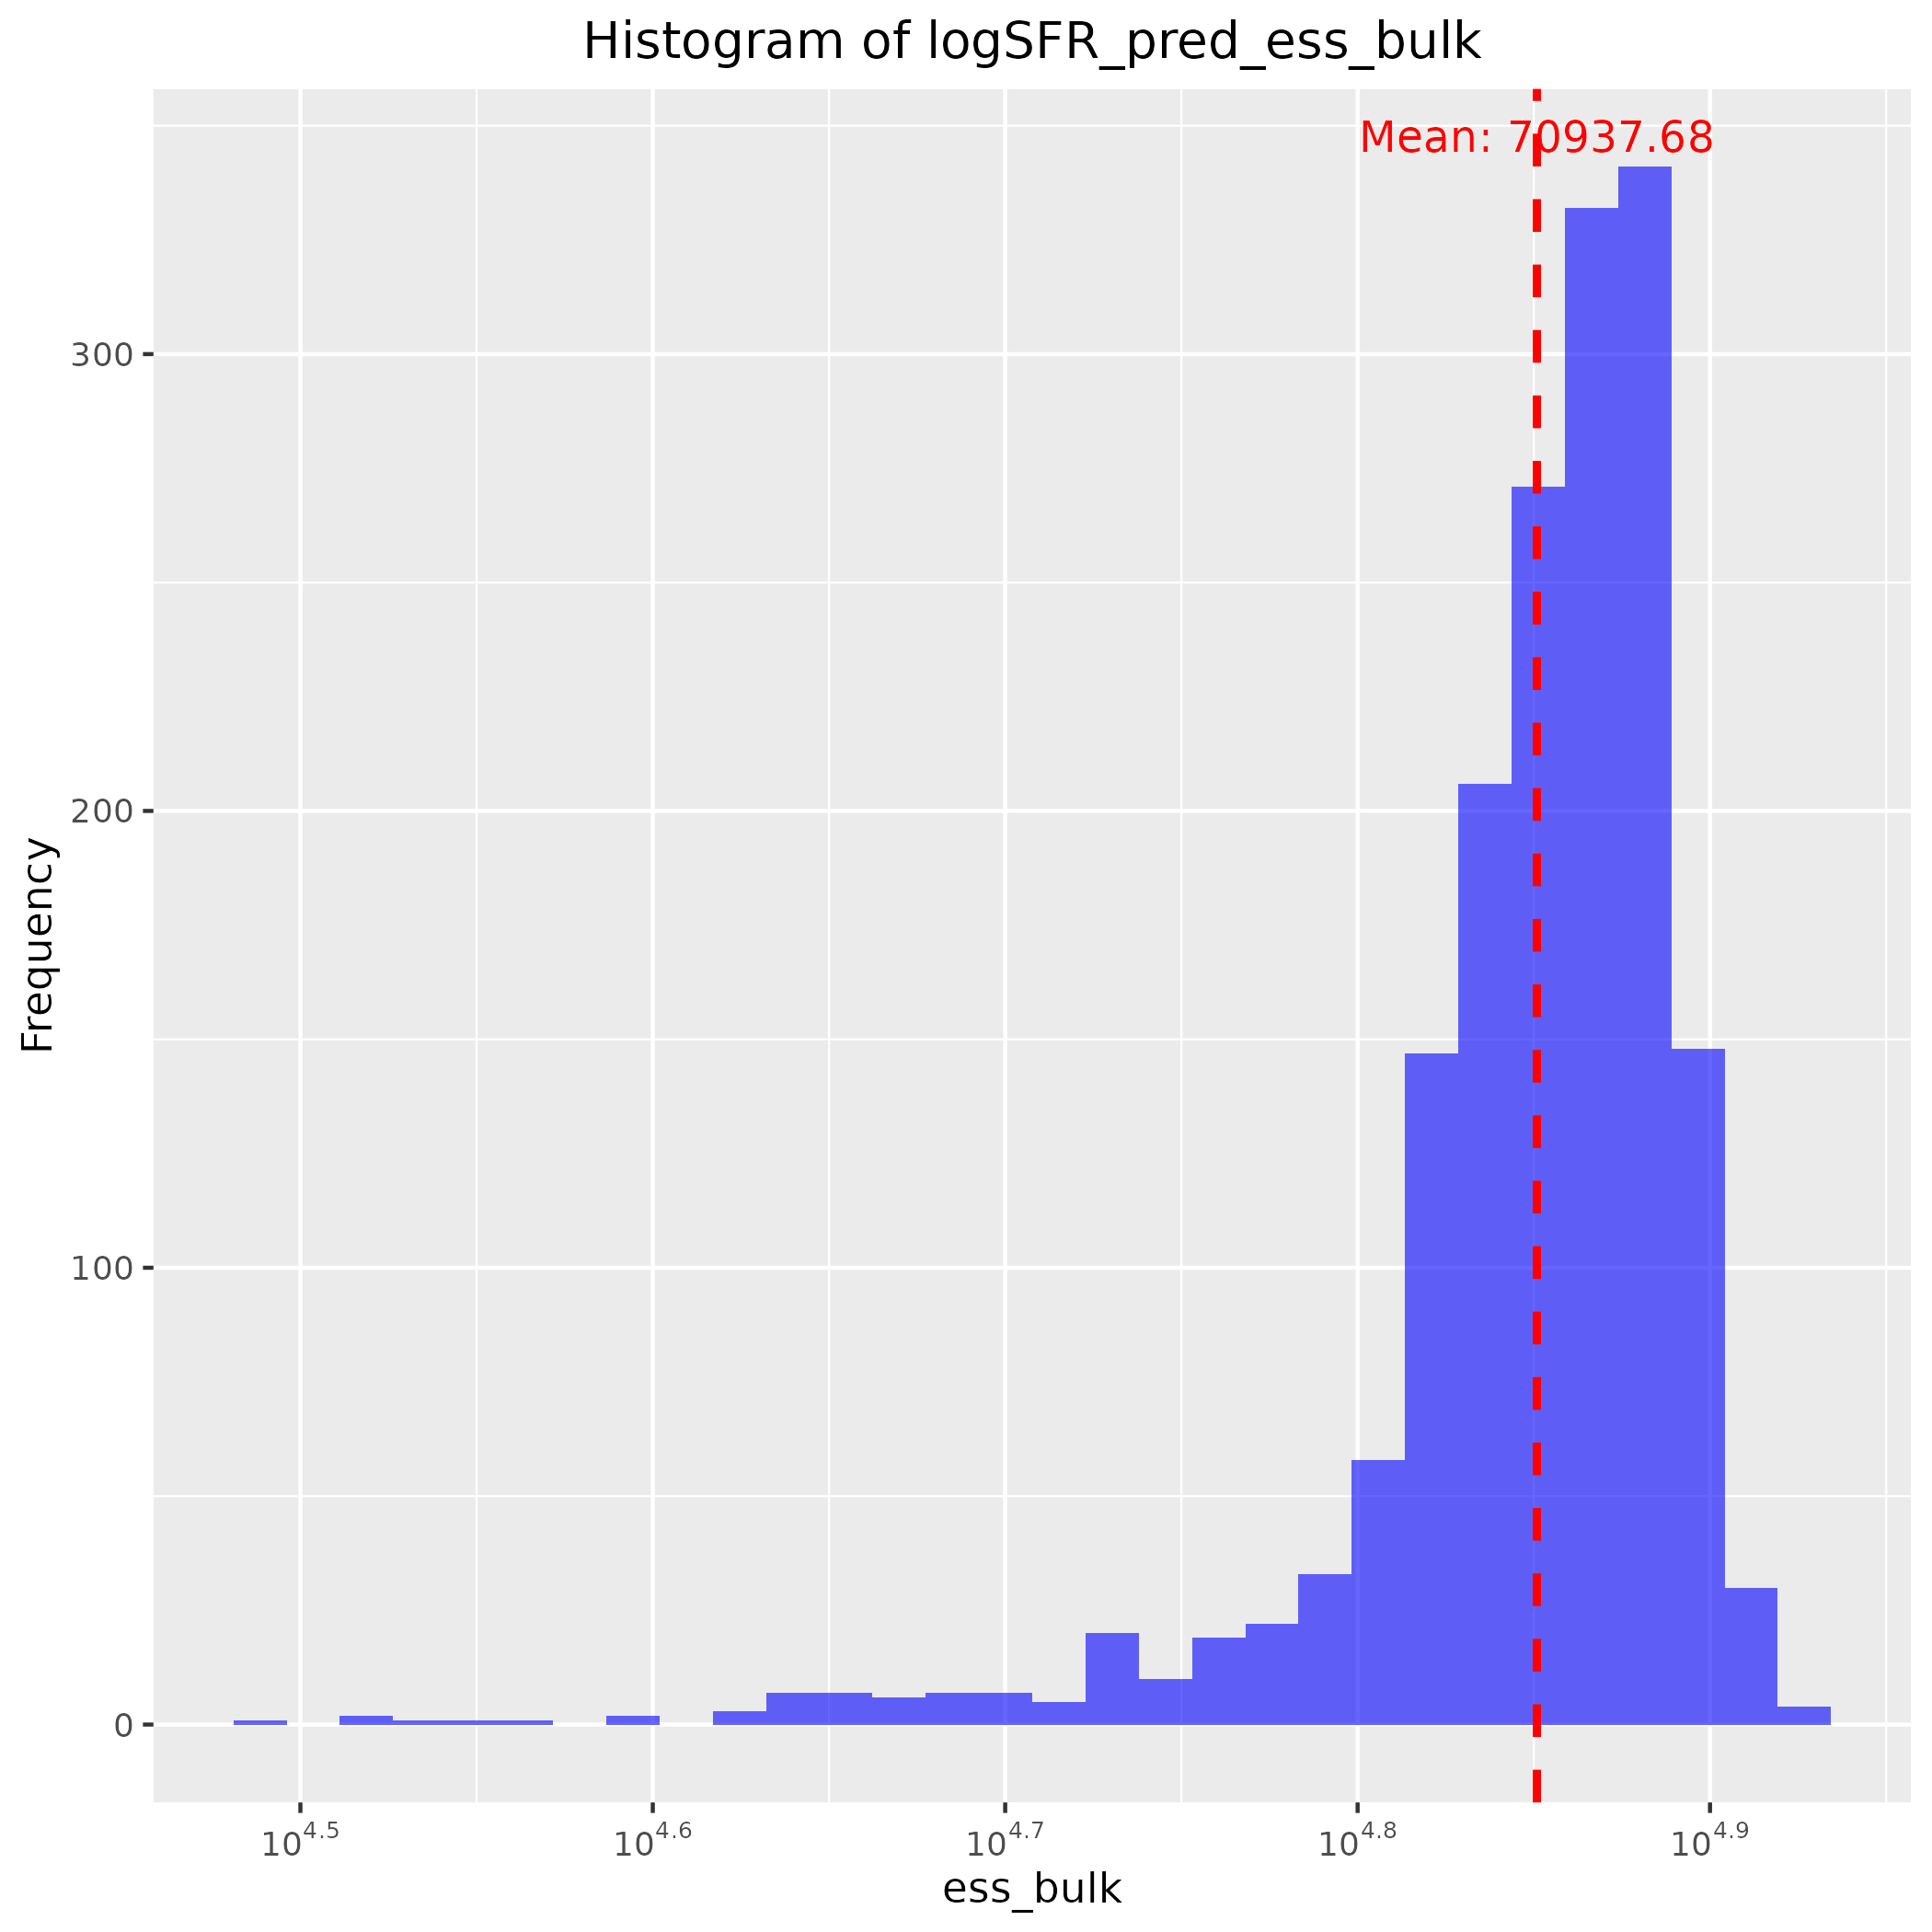 Histogram of logSFR_pred_ess_bulk
Mean: 70937.68
Frequency
300
200
100
0
10^4.5 10^4.6 10^4.7 10^4.8 10^4.9
ess_bulk